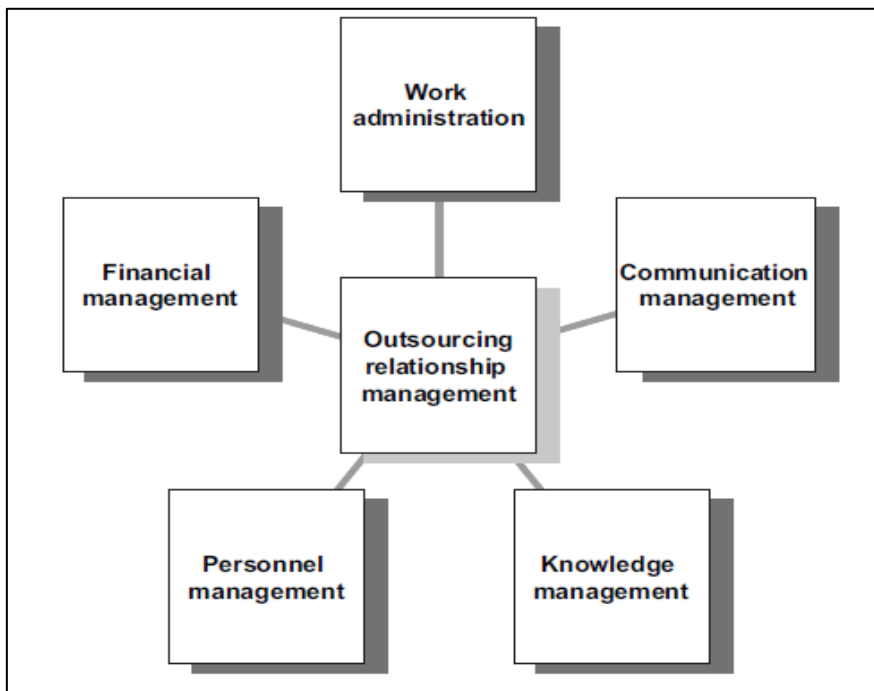 Work
administration
Financial
management
Communication
management
Outsourcing
relationship
management
Personnel
management
Knowledge
management